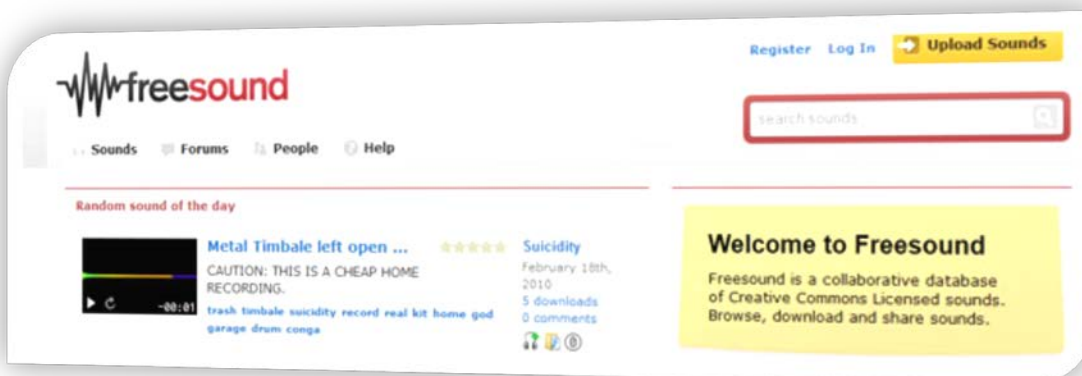 Register Log In Upload Sounds
freesound
search sounds
Sounds Forums People Help
Random sound of the day
Metal Timbale left open ...
CAUTION: THIS IS A CHEAP HOME
RECORDING.
trash timbale suicidity record real kit home god
garage drum conga
-00:01
Suicidity
February 18th,
2010
5 downloads
0 comments
Welcome to Freesound
Freesound is a collaborative database
of Creative Commons Licensed sounds.
Browse, download and share sounds.